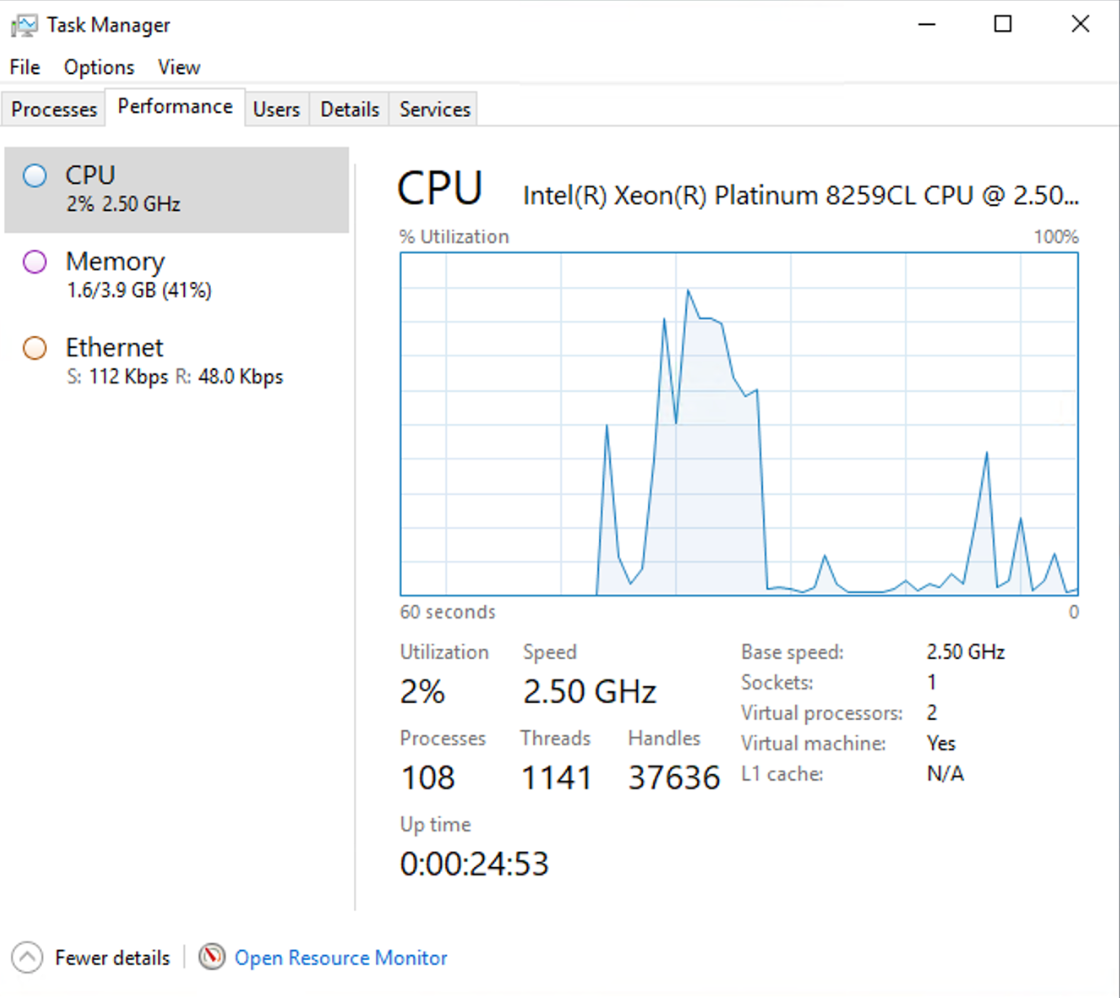 Task Manager
File Options View
Processes Performance Users Details Services
CPU
2% 2.50 GHz
Memory
1.6/3.9 GB (41%)
Ethernet
S: 112 Kbps R: 48.0 Kbps
CPU Intel(R) Xeon(R) Platinum 8259CL CPU @ 2.50...
% Utilization 100%
60 seconds 0
Utilization Speed
2% 2.50 GHz
Processes Threads Handles
108 1141 37636
Up time
0:00:24:53
Base speed: 2.50 GHz
Sockets: 1
Virtual processors: 2
Virtual machine: Yes
L1 cache: N/A
Fewer details Open Resource Monitor